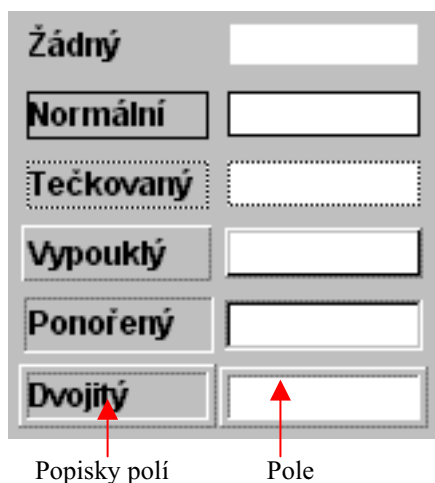 Žádný
Normální
Tečkovaný
Vypouklý
Ponořený
Dvojitý
Popisky polí Pole